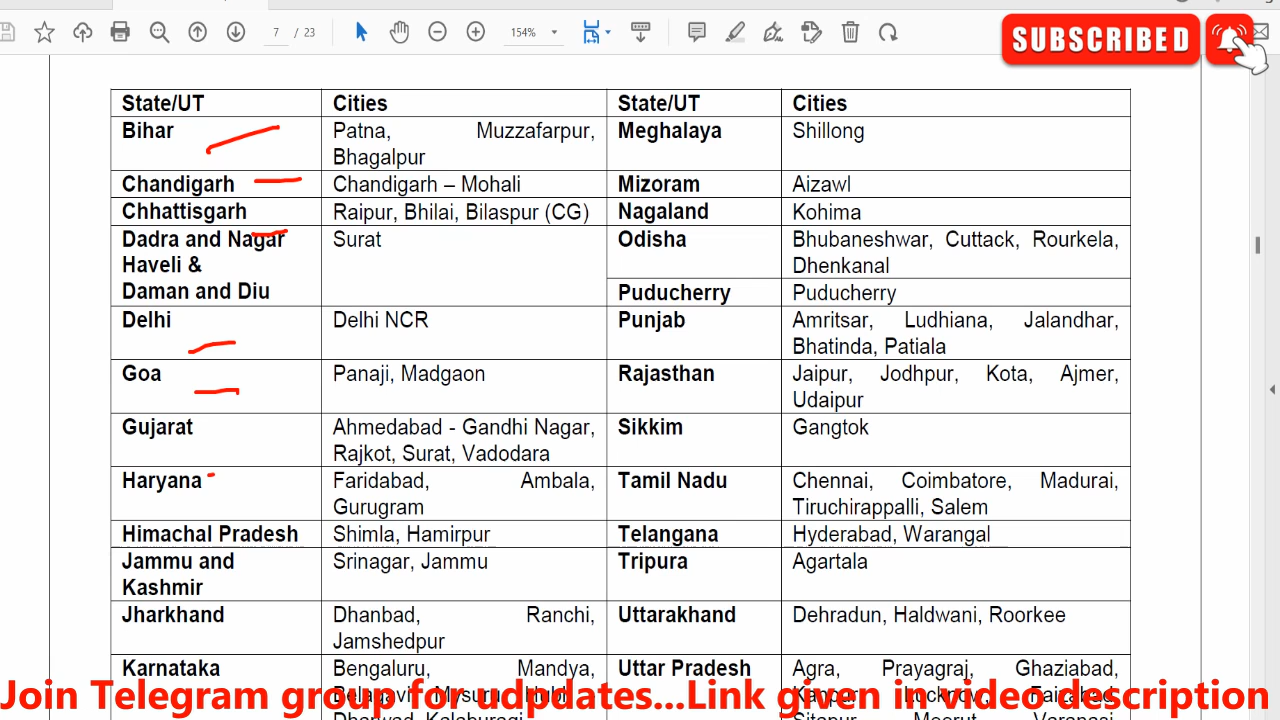 7 / 23
154%
SUBSCRIBED
State/UT Cities State/UT Cities
Bihar Patna, Muzzafarpur, Meghalaya Shillong
Bhagalpur
Chandigarh Chandigarh – Mohali Mizoram Aizawl
Chhattisgarh Raipur, Bhilai, Bilaspur (CG) Nagaland Kohima
Dadra and Nagar Surat Odisha Bhubaneshwar, Cuttack, Rourkela,
Haveli & Dhenkanal
Daman and Diu Puducherry Puducherry
Delhi Delhi NCR Punjab Amritsar, Ludhiana, Jalandhar,
Bhatinda, Patiala
Goa Panaji, Madgaon Rajasthan Jaipur, Jodhpur, Kota, Ajmer,
Udaipur
Gujarat Ahmedabad - Gandhi Nagar, Sikkim Gangtok
Rajkot, Surat, Vadodara
Haryana Faridabad, Ambala, Tamil Nadu Chennai, Coimbatore, Madurai,
Gurugram Tiruchirappalli, Salem
Himachal Pradesh Shimla, Hamirpur Telangana Hyderabad, Warangal
Jammu and Srinagar, Jammu Tripura Agartala
Kashmir
Jharkhand Dhanbad, Ranchi, Uttarakhand Dehradun, Haldwani, Roorkee
Jamshedpur
Karnataka Bengaluru, Mandya, Uttar Pradesh Agra, Prayagraj, Ghaziabad,
Join Telegram group for updates...Link given in video description